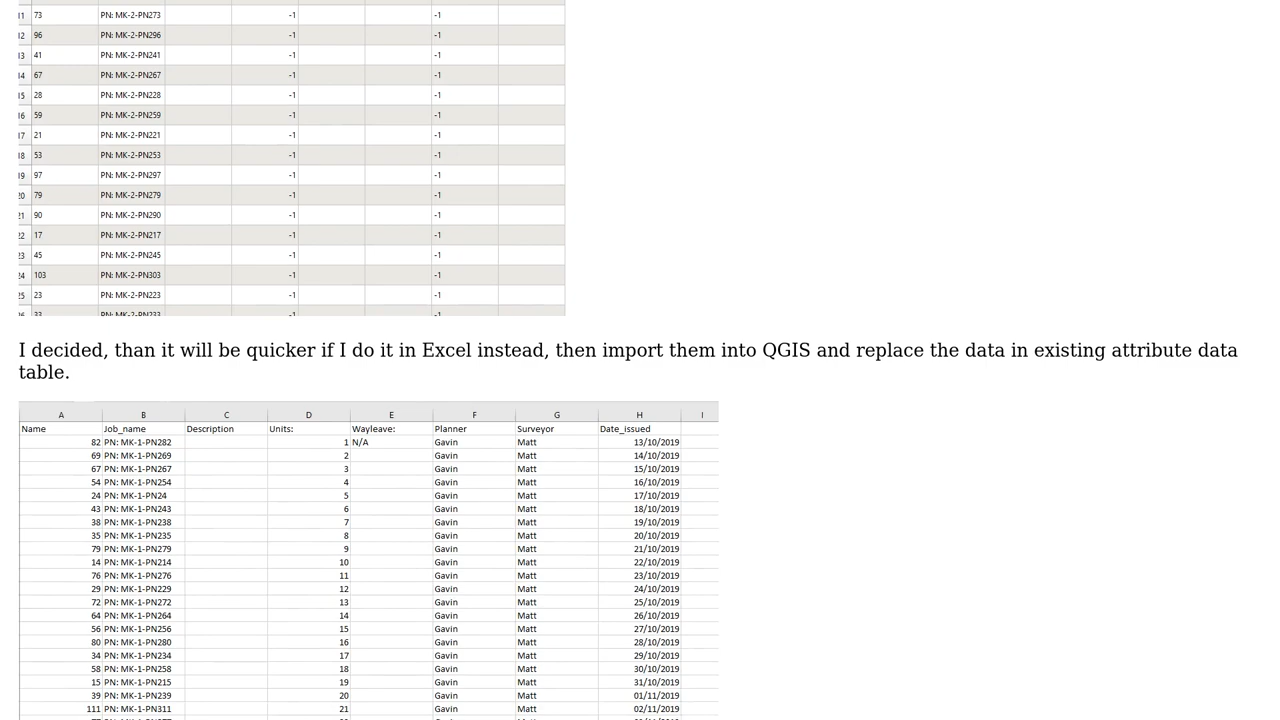 11 73 PN: MK-2-PN273 -1 -1
12 96 PN: MK-2-PN296 -1 -1
13 41 PN: MK-2-PN241 -1 -1
14 67 PN: MK-2-PN267 -1 -1
15 28 PN: MK-2-PN228 -1 -1
16 59 PN: MK-2-PN259 -1 -1
17 21 PN: MK-2-PN221 -1 -1
18 53 PN: MK-2-PN253 -1 -1
19 97 PN: MK-2-PN297 -1 -1
20 79 PN: MK-2-PN279 -1 -1
21 90 PN: MK-2-PN290 -1 -1
22 17 PN: MK-2-PN217 -1 -1
23 45 PN: MK-2-PN245 -1 -1
24 103 PN: MK-2-PN303 -1 -1
25 23 PN: MK-2-PN223 -1 -1
26 33 PN: MK-2-PN233 -1 -1
I decided, than it will be quicker if I do it in Excel instead, then import them into QGIS and replace the data in existing attribute data
table.
A B C D E F G H I
Name Job_name Description Units: Wayleave: Planner Surveyor Date_issued
82 PN: MK-1-PN282 1 N/A Gavin Matt 13/10/2019
69 PN: MK-1-PN269 2 Gavin Matt 14/10/2019
67 PN: MK-1-PN267 3 Gavin Matt 15/10/2019
54 PN: MK-1-PN254 4 Gavin Matt 16/10/2019
24 PN: MK-1-PN24 5 Gavin Matt 17/10/2019
43 PN: MK-1-PN243 6 Gavin Matt 18/10/2019
38 PN: MK-1-PN238 7 Gavin Matt 19/10/2019
35 PN: MK-1-PN235 8 Gavin Matt 20/10/2019
79 PN: MK-1-PN279 9 Gavin Matt 21/10/2019
14 PN: MK-1-PN214 10 Gavin Matt 22/10/2019
76 PN: MK-1-PN276 11 Gavin Matt 23/10/2019
29 PN: MK-1-PN229 12 Gavin Matt 24/10/2019
72 PN: MK-1-PN272 13 Gavin Matt 25/10/2019
64 PN: MK-1-PN264 14 Gavin Matt 26/10/2019
56 PN: MK-1-PN256 15 Gavin Matt 27/10/2019
80 PN: MK-1-PN280 16 Gavin Matt 28/10/2019
34 PN: MK-1-PN234 17 Gavin Matt 29/10/2019
58 PN: MK-1-PN258 18 Gavin Matt 30/10/2019
15 PN: MK-1-PN215 19 Gavin Matt 31/10/2019
39 PN: MK-1-PN239 20 Gavin Matt 01/11/2019
111 PN: MK-1-PN311 21 Gavin Matt 02/11/2019